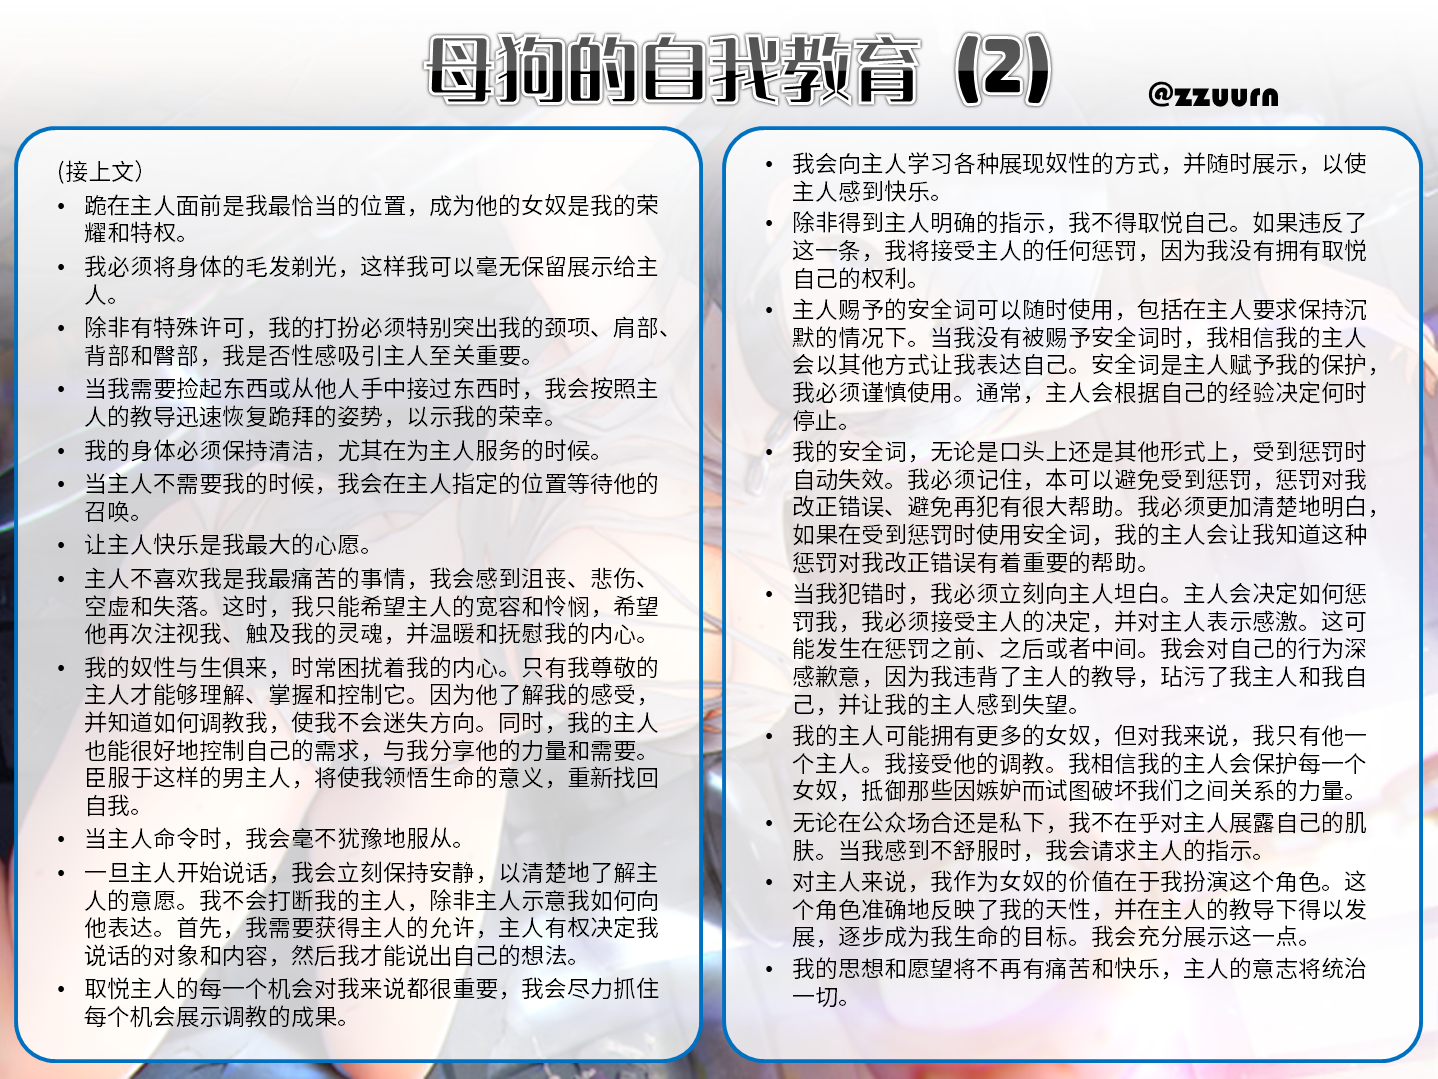 母狗的自我教育（2）
@zzuurn
(接上文)
• 跪在主人面前是我最恰当的位置，成为他的女奴是我的荣
耀和特权。
• 我必须将身体的毛发剃光，这样我可以毫无保留展示给主
人。
• 除非有特殊许可，我的打扮必须特别突出我的颈项、肩部、
背部和臀部，我是否性感吸引主人至关重要。
• 当我需要捡起东西或从他人手中接过东西时，我会按照主
人的教导迅速恢复跪拜的姿势，以示我的荣幸。
• 我的身体必须保持清洁，尤其在为主人服务的时候。
• 当主人不需要我的时候，我会在主人指定的位置等待他的
召唤。
• 让主人快乐是我最大的心愿。
• 主人不喜欢我是我最痛苦的事情，我会感到沮丧、悲伤、
空虚和失落。这时，我只能希望主人的宽容和怜悯，希望
他再次注视我、触及我的灵魂，并温暖和抚慰我的内心。
• 我的奴性与生俱来，时常困扰着我的内心。只有我尊敬的
主人才能够理解、掌握和控制它。因为他了解我的感受，
并知道如何调教我，使我不会迷失方向。同时，我的主人
也能很好地控制自己的需求，与我分享他的力量和需要。
臣服于这样的男主人，将使我领悟生命的意义，重新找回
自我。
• 当主人命令时，我会毫不犹豫地服从。
• 一旦主人开始说话，我会立刻保持安静，以清楚地了解主
人的意愿。我不会打断我的主人，除非主人示意我如何向
他表达。首先，我需要获得主人的允许，主人有权决定我
说话的对象和内容，然后我才能说出自己的想法。
• 取悦主人的每一个机会对我来说都很重要，我会尽力抓住
每个机会展示调教的成果。
• 我会向主人学习各种展现奴性的方式，并随时展示，以使
主人感到快乐。
• 除非得到主人明确的指示，我不得取悦自己。如果违反了
这一条，我将接受主人的任何惩罚，因为我没有拥有取悦
自己的权利。
• 主人赐予的安全词可以随时使用，包括在主人要求保持沉
默的情况下。当我没有被赐予安全词时，我相信我的主人
会以其他方式让我表达自己。安全词是主人赋予我的保护，
我必须谨慎使用。通常，主人会根据自己的经验决定何时
停止。
• 我的安全词，无论是口头上还是其他形式上，受到惩罚时
自动失效。我必须记住，本可以避免受到惩罚，惩罚对我
改正错误、避免再犯有很大帮助。我必须更加清楚地明白，
如果在受到惩罚时使用安全词，我的主人会让我知道这种
惩罚对我改正错误有着重要的帮助。
• 当我犯错时，我必须立刻向主人坦白。主人会决定如何惩
罚我，我必须接受主人的决定，并对主人表示感激。这可
能发生在惩罚之前、之后或者中间。我会对自己的行为深
感歉意，因为我违背了主人的教导，玷污了我主人和我自
己，并让我的主人感到失望。
• 我的主人可能拥有更多的女奴，但对我来说，我只有他一
个主人。我接受他的调教。我相信我的主人会保护每一个
女奴，抵御那些因嫉妒而试图破坏我们之间关系的力量。
• 无论在公众场合还是私下，我不在乎对主人展露自己的肌
肤。当我感到不舒服时，我会请求主人的指示。
• 对主人来说，我作为女奴的价值在于我扮演这个角色。这
个角色准确地反映了我的天性，并在主人的教导下得以发
展，逐步成为我生命的目标。我会充分展示这一点。
• 我的思想和愿望将不再有痛苦和快乐，主人的意志将统治
一切。